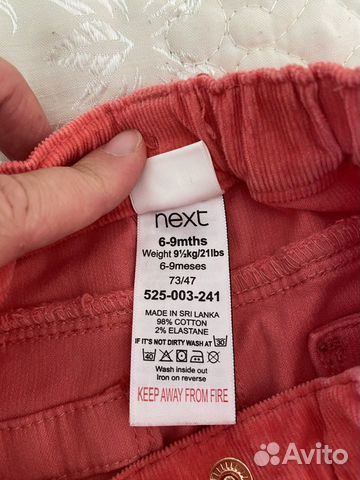 next
6-9mths
Weight 9½kg/21lbs
6-9meses
73/47
525-003-241
MADE IN SRI LANKA
98% COTTON
2% ELASTANE
IF IT'S NOT DIRTY WASH AT 30
40
Wash inside out
Iron on reverse
KEEP AWAY FROM FIRE
Avito